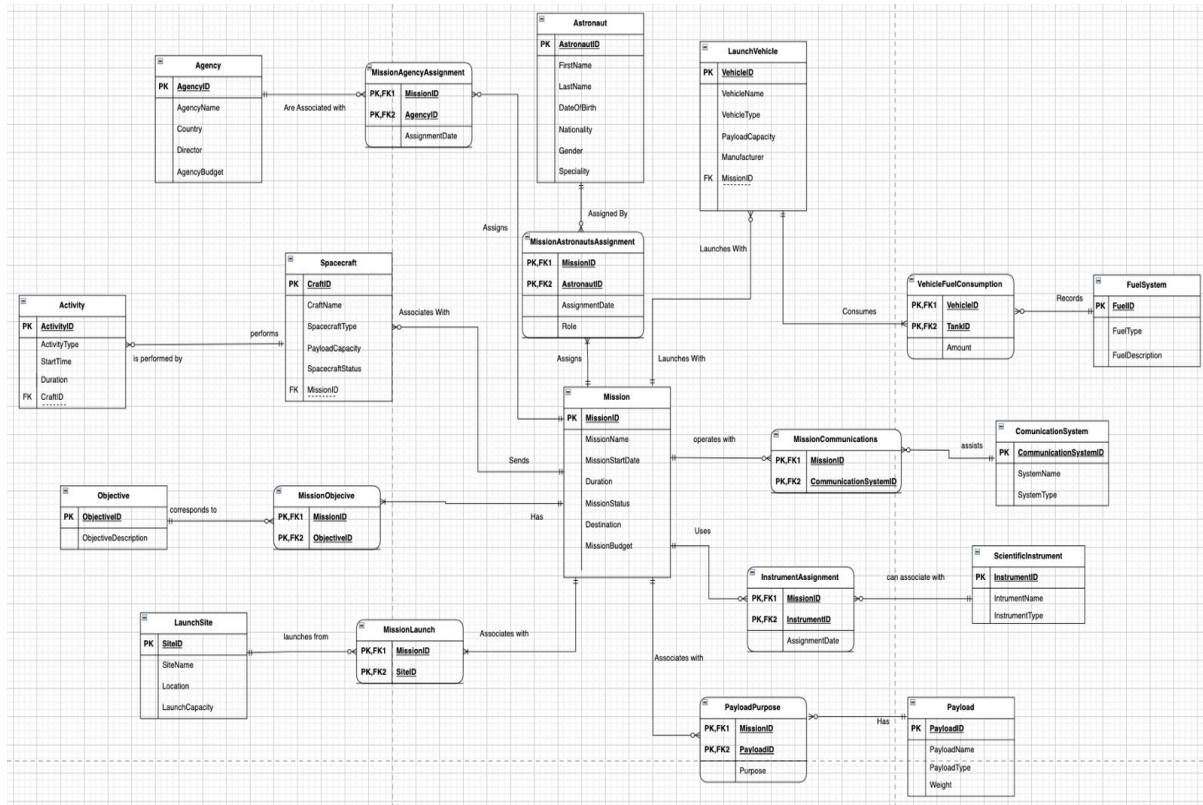 Astronaut
PK AstronautID
FirstName
LastName
DateOfBirth
Nationality
Gender
Speciality
LaunchVehicle
PK VehicleID
VehicleName
VehicleType
PayloadCapacity
Manufacturer
FK MissionID
Agency
PK AgencyID
AgencyName
Country
Director
AgencyBudget
Are Associated with
MissionAgencyAssignment
PK,FK1 MissionID
PK,FK2 AgencyID
AssignmentDate
Assigns
Assigned By
MissionAstronautsAssignment
PK,FK1 MissionID
PK,FK2 AstronautID
AssignmentDate
Role
Assigns
Launches With
Launches With
Consumes
VehicleFuelConsumption
PK,FK1 VehicleID
PK,FK2 TankID
Amount
Records
FuelSystem
PK FuelID
FuelType
FuelDescription
Spacecraft
PK CraftID
CraftName
SpacecraftType
PayloadCapacity
SpacecraftStatus
FK MissionID
Associates With
Sends
Activity
PK ActivityID
ActivityType
StartTime
Duration
FK CraftID
performs
is performed by
Mission
PK MissionID
MissionName
MissionStartDate
Duration
MissionStatus
Destination
MissionBudget
operates with
MissionCommunications
PK,FK1 MissionID
PK,FK2 CommunicationSystemID
assists
ComunicationSystem
PK CommunicationSystemID
SystemName
SystemType
Objective
PK ObjectiveID
ObjectiveDescription
corresponds to
MissionObjecive
PK,FK1 MissionID
PK,FK2 ObjectiveID
Has
Uses
InstrumentAssignment
PK,FK1 MissionID
PK,FK2 InstrumentID
AssignmentDate
can associate with
ScientificInstrument
PK InstrumentID
IntrumentName
InstrumentType
LaunchSite
PK SiteID
SiteName
Location
LaunchCapacity
launches from
MissionLaunch
PK,FK1 MissionID
PK,FK2 SiteID
Associates with
Associates with
PayloadPurpose
PK,FK1 MissionID
PK,FK2 PayloadID
Purpose
Has
Payload
PK PayloadID
PayloadName
PayloadType
Weight